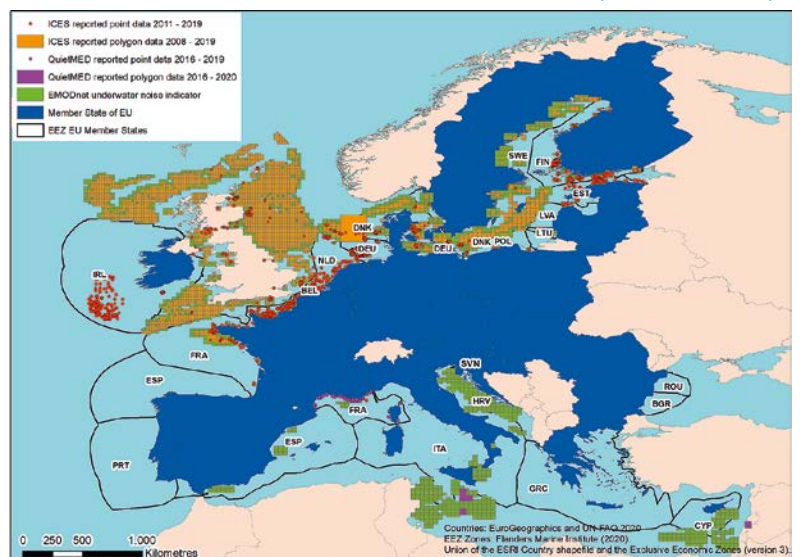 ICES reported point data 2011 - 2019
ICES reported polygon data 2008 - 2019
QuietMED reported point data 2016 - 2019
QuietMED reported polygon data 2016 - 2020
EMODnet underwater noise indicator
Member State of EU
EEZ EU Member States
SWE
FIN
EST
LVA
LTU
DNK
DEU
DEU
DNK
POL
NLD
BEL
IRL
FRA
ESP
PRT
SVN
HRV
FRA
ESP
ITA
ROU
BGR
GRC
CYP
0 250 500 1.000
Kilometres
Countries: EuroGeographics and UN-FAO 2020
EEZ Zones: Flanders Marine Institute (2020).
Union of the ESRI Country shapefile and the Exclusive Economic Zones (version 3).